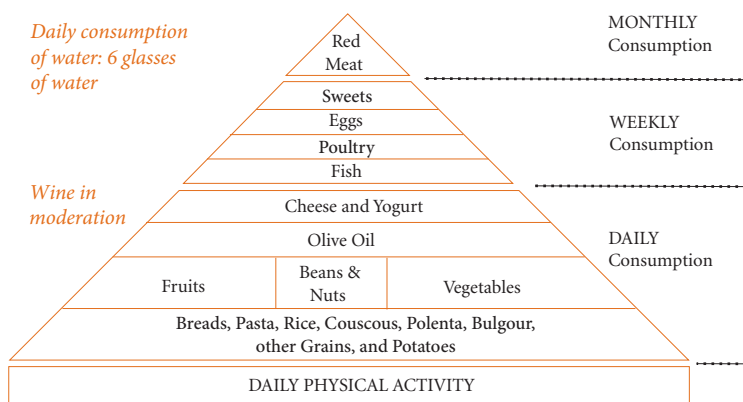 Daily consumption
of water: 6 glasses
of water
MONTHLY
Consumption
Red
Meat
Sweets
Eggs
Poultry
Fish
WEEKLY
Consumption
Wine in
moderation
Cheese and Yogurt
Olive Oil
DAILY
Consumption
Fruits
Beans &
Nuts
Vegetables
Breads, Pasta, Rice, Couscous, Polenta, Bulgour,
other Grains, and Potatoes
DAILY PHYSICAL ACTIVITY